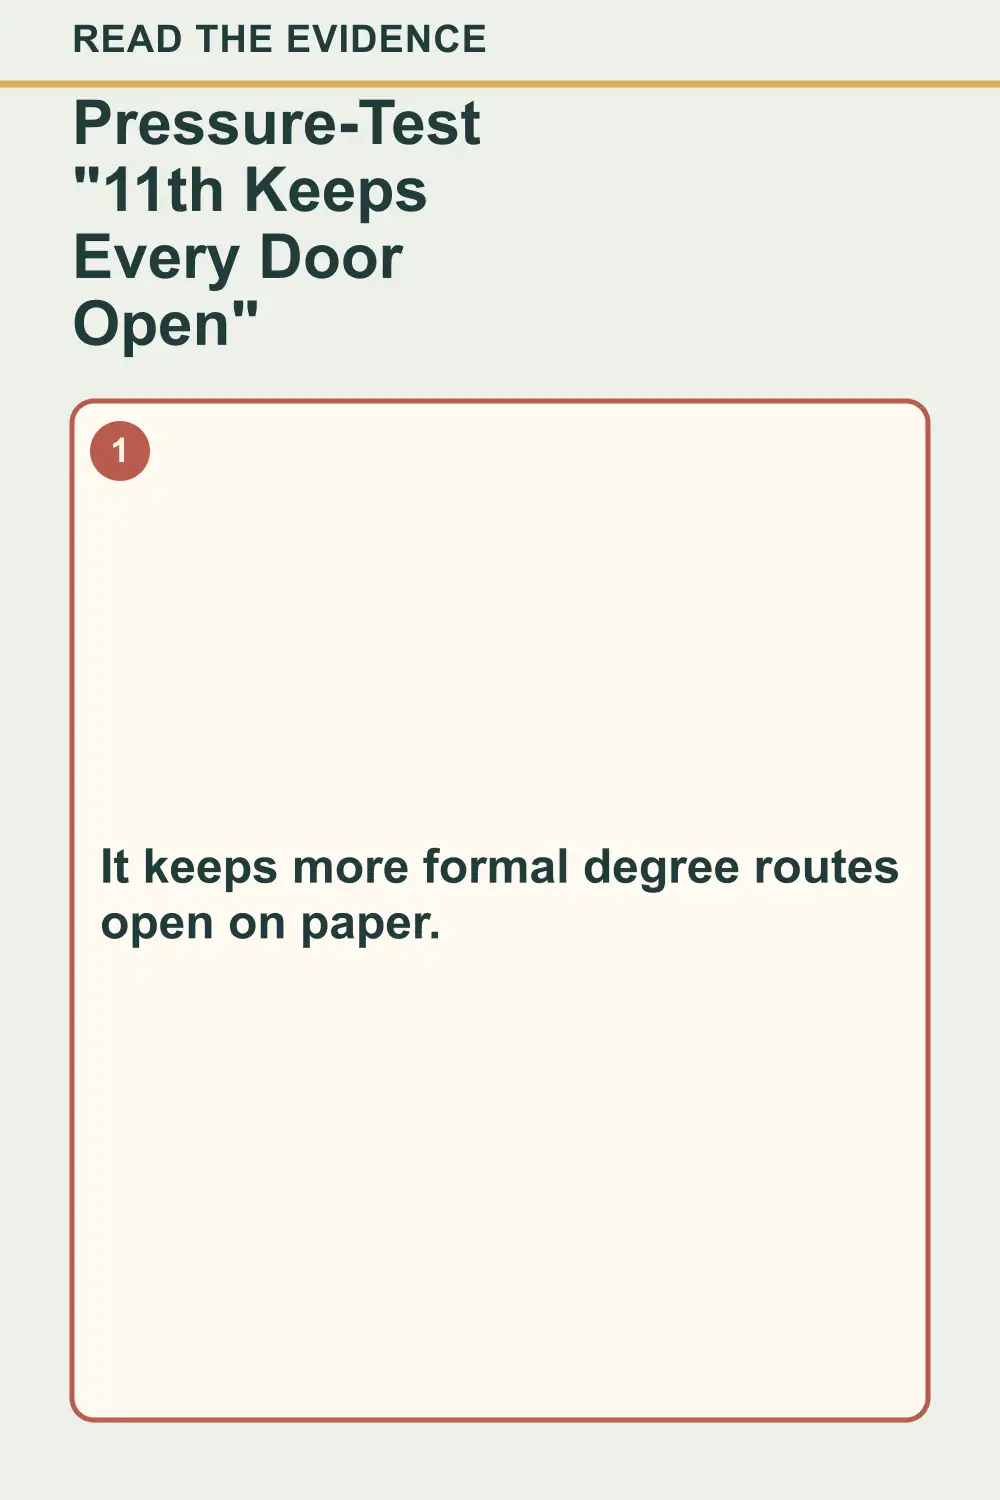 READ THE EVIDENCE
Pressure-Test
"11th Keeps
Every Door
Open"
1
It keeps more formal degree routes
open on paper.